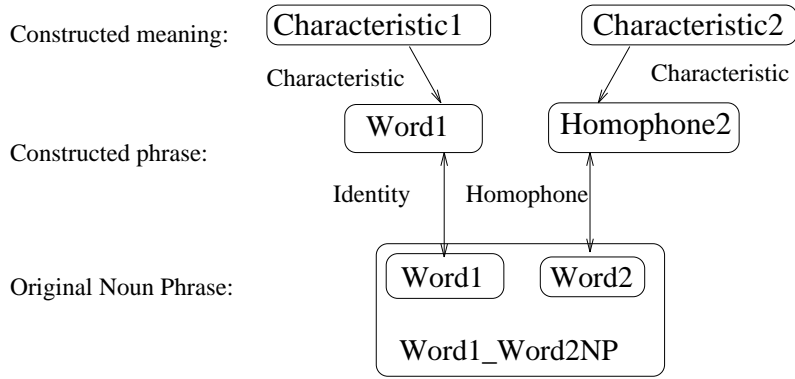 Constructed meaning: Characteristic1 Characteristic2
Characteristic Characteristic
Constructed phrase: Word1 Homophone2
Identity Homophone
Original Noun Phrase: Word1 Word2
Word1_Word2NP